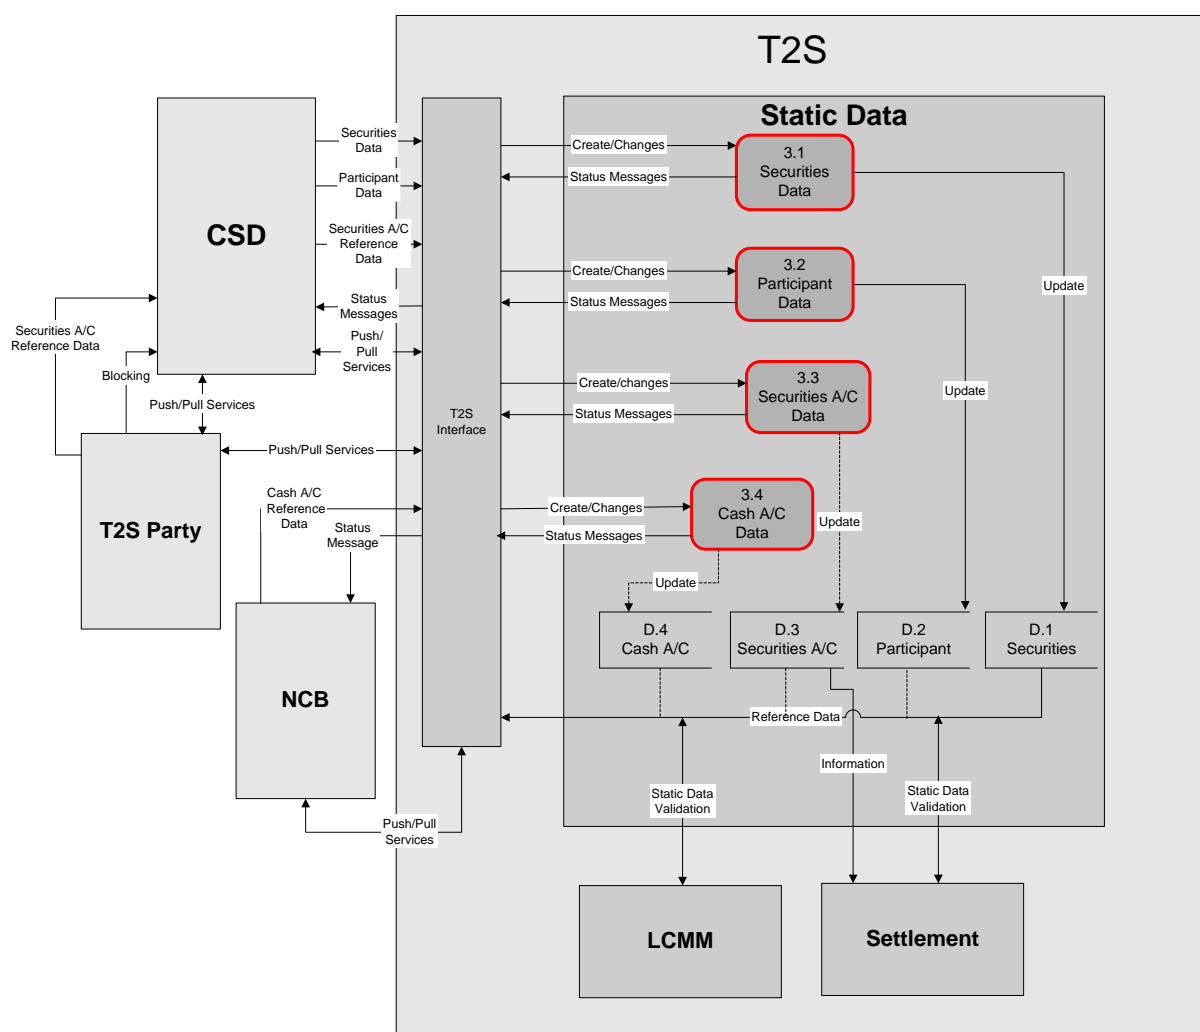 T2S
Static Data
CSD
Securities
Data
Participant
Data
Securities A/C
Reference
Data
Status
Messages
Push/
Pull
Services
Securities A/C
Reference Data
Blocking
Push/Pull Services
T2S Party
Push/Pull Services
Cash A/C
Reference
Data
Status
Message
NCB
Push/Pull
Services
T2S
Interface
Create/Changes
Status Messages
3.1
Securities
Data
Update
Create/Changes
Status Messages
3.2
Participant
Data
Update
Create/changes
Status Messages
3.3
Securities A/C
Data
Update
Create/Changes
Status Messages
3.4
Cash A/C
Data
Update
D.4
Cash A/C
D.3
Securities A/C
D.2
Participant
D.1
Securities
Reference Data
Information
Static Data
Validation
Static Data
Validation
LCMM
Settlement